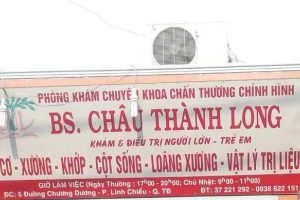 PHÒNG KHÁM CHUYÊN KHOA CHẤN THƯƠNG CHỈNH HÌNH
BS. CHÂU THÀNH LONG
KHÁM & ĐIỀU TRỊ NGƯỜI LỚN - TRẺ EM
CƠ - XƯƠNG - KHỚP - CỘT SỐNG - LOÃNG XƯƠNG - VẬT LÝ TRỊ LIỆU
GIỜ LÀM VIỆC (Ngày Thường : 17h00 - 20h00; Chủ Nhật: 9h00 - 11h00)
ĐC: 5 Đường Chương Dương - P. Linh Chiểu - Q. TĐ ĐT: 37 221 292 - 0938 622